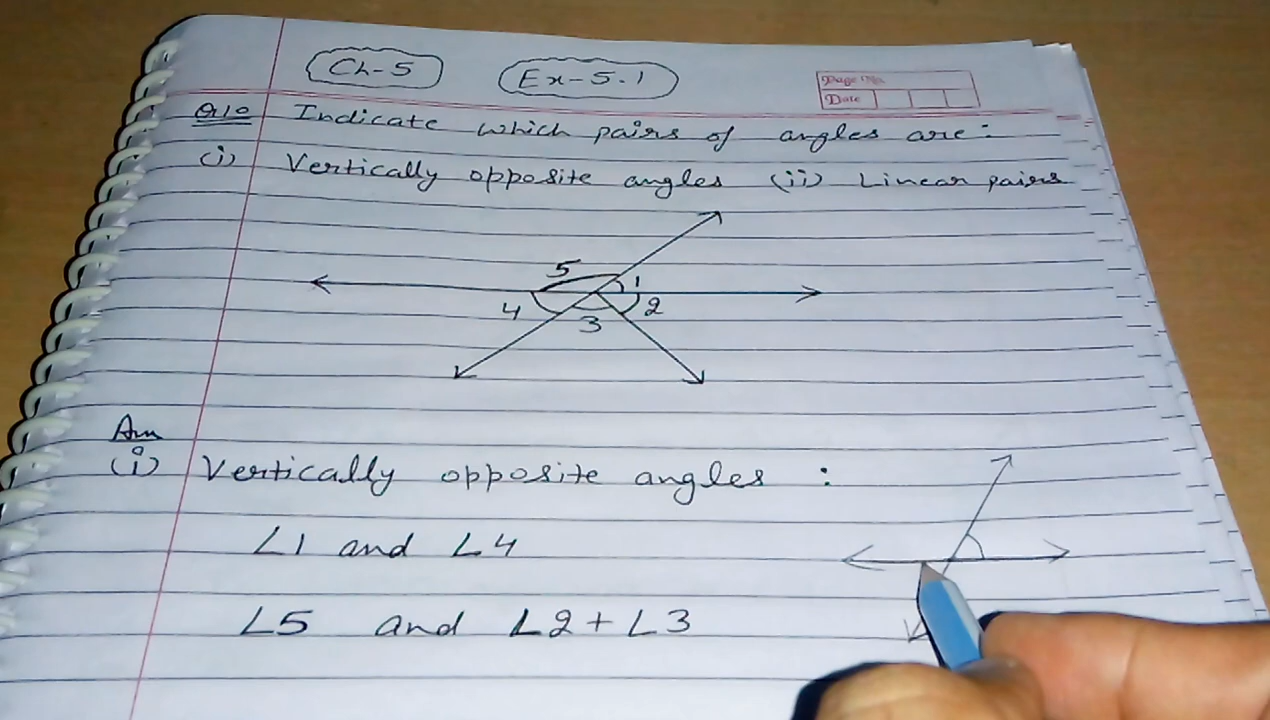 Ch-5 Ex-5.1
Page No.
Date
Q10 Indicate which pairs of angles are:
(i) Vertically opposite angles (ii) Linear pairs
5 1
4 3 2
Ans
(i) Vertically opposite angles :
∠1 and ∠4
∠5 and ∠2+∠3